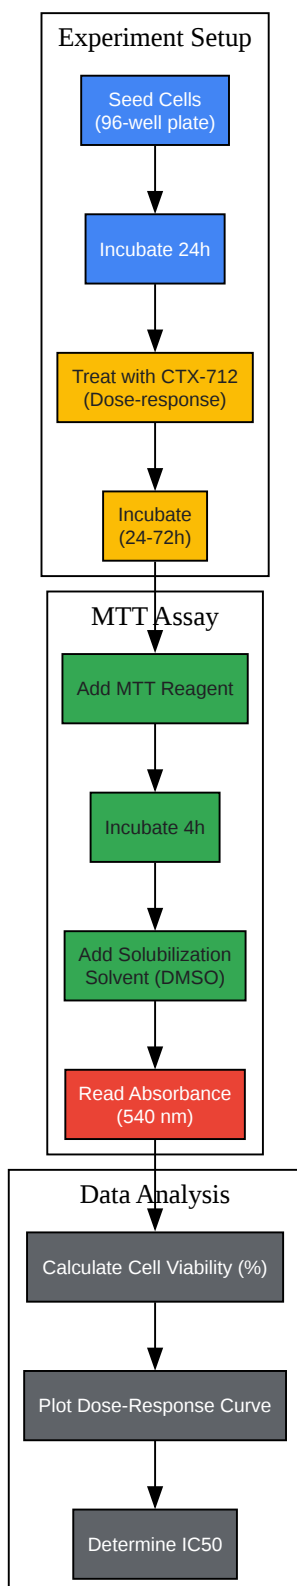 Experiment Setup
Seed Cells
(96-well plate)
Incubate 24h
Treat with CTX-712
(Dose-response)
Incubate
(24-72h)
MTT Assay
Add MTT Reagent
Incubate 4h
Add Solubilization
Solvent (DMSO)
Read Absorbance
(540 nm)
Data Analysis
Calculate Cell Viability (%)
Plot Dose-Response Curve
Determine IC50